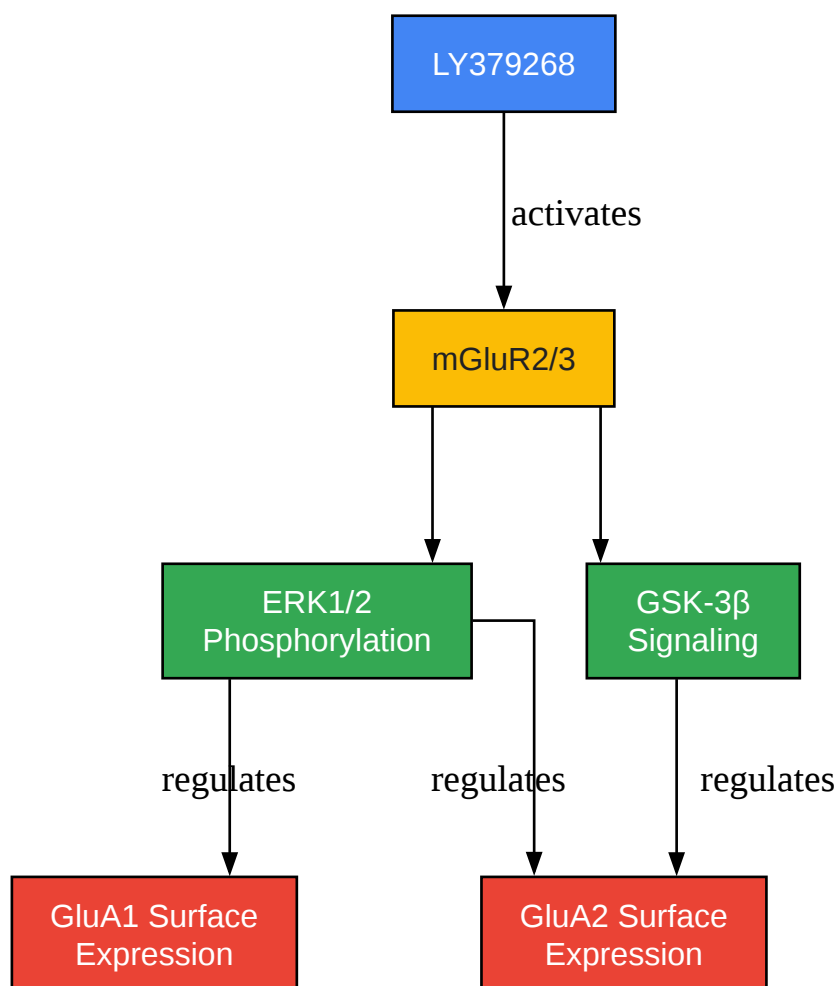 LY379268
activates
mGluR2/3
ERK1/2
Phosphorylation
GSK-3β
Signaling
regulates
regulates
regulates
GluA1 Surface
Expression
GluA2 Surface
Expression